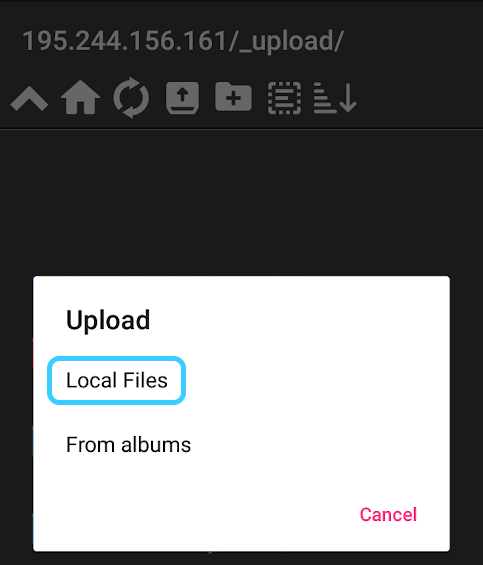 195.244.156.161/_upload/
Upload
Local Files
From albums
Cancel